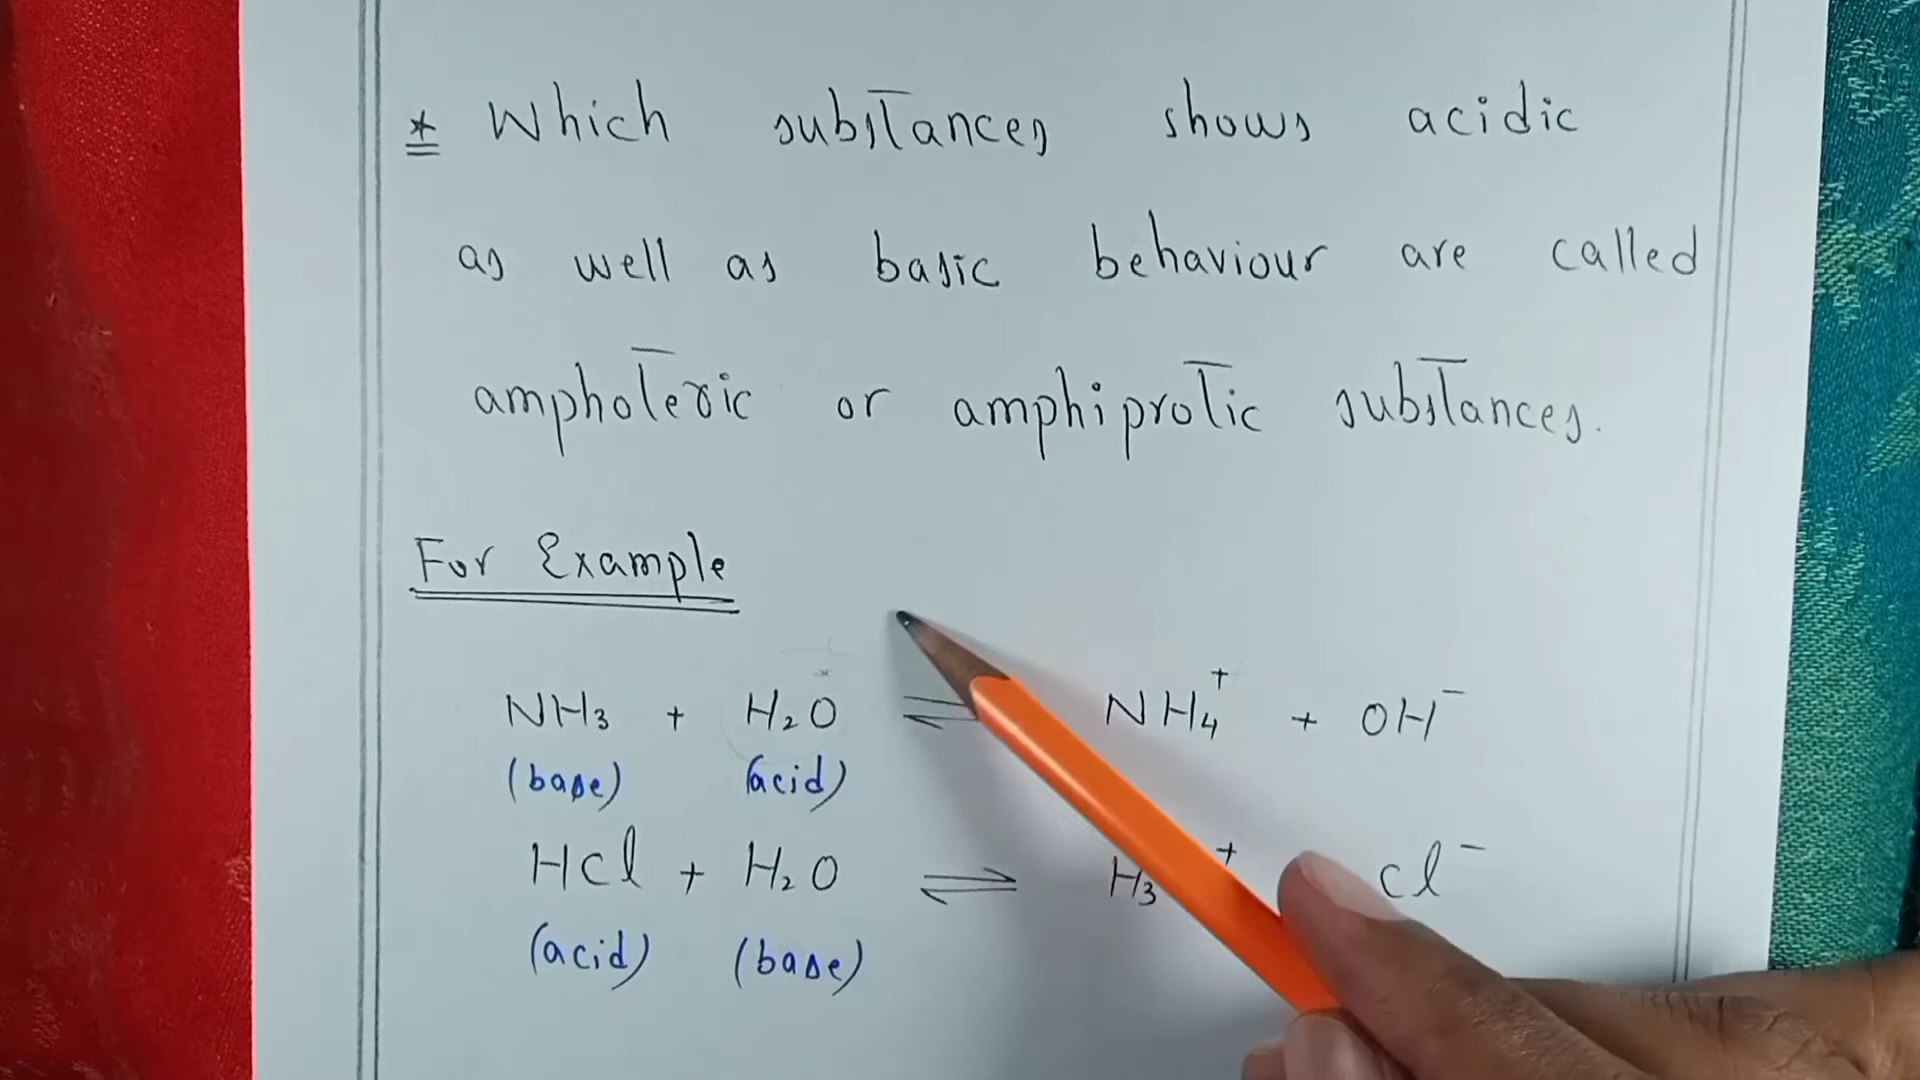 * Which substances shows acidic
as well as basic behaviour are called
amphoteric or amphiprotic substances.
For Example
NH₃ + H₂O ⇌ NH₄⁺ + OH⁻
(base) (acid)
HCl + H₂O ⇌ H₃ ⁺ Cl⁻
(acid) (base)